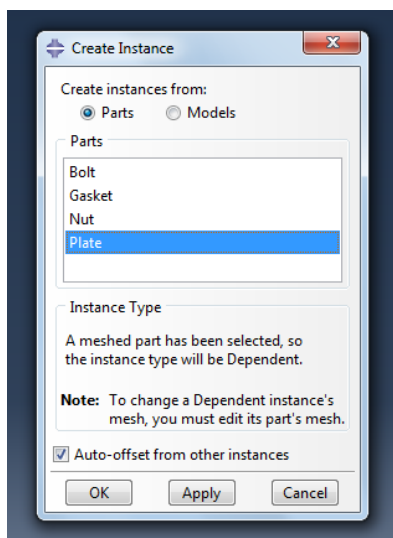 Create Instance
Create instances from:
Parts Models
Parts
Bolt
Gasket
Nut
Plate
Instance Type
A meshed part has been selected, so
the instance type will be Dependent.
Note: To change a Dependent instance's
mesh, you must edit its part's mesh.
Auto-offset from other instances
OK Apply Cancel